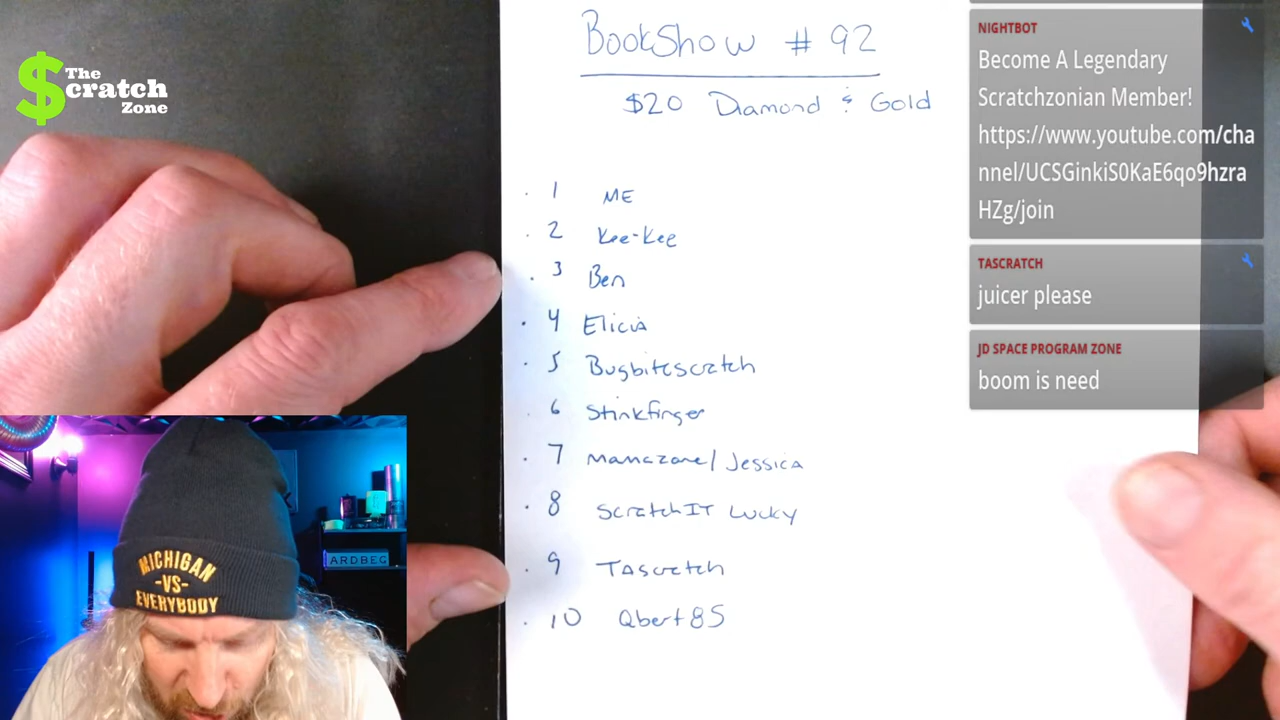 The
$cratch
Zone
BookShow # 92
$20 Diamond & Gold
1 ME
2 Kee-Kee
3 Ben
4 Elicia
5 Bugbitescratch
6 Stinkfinger
7 mamazone/Jessica
8 ScratchIT Lucky
9 TAscratch
10 Qbert85
NIGHTBOT
Become A Legendary
Scratchzonian Member!
https://www.youtube.com/cha
nnel/UCSGinkiS0KaE6qo9hzra
HZg/join
TASCRATCH
juicer please
JD SPACE PROGRAM ZONE
boom is need
MICHIGAN
-VS-
EVERYBODY
ARDBEG